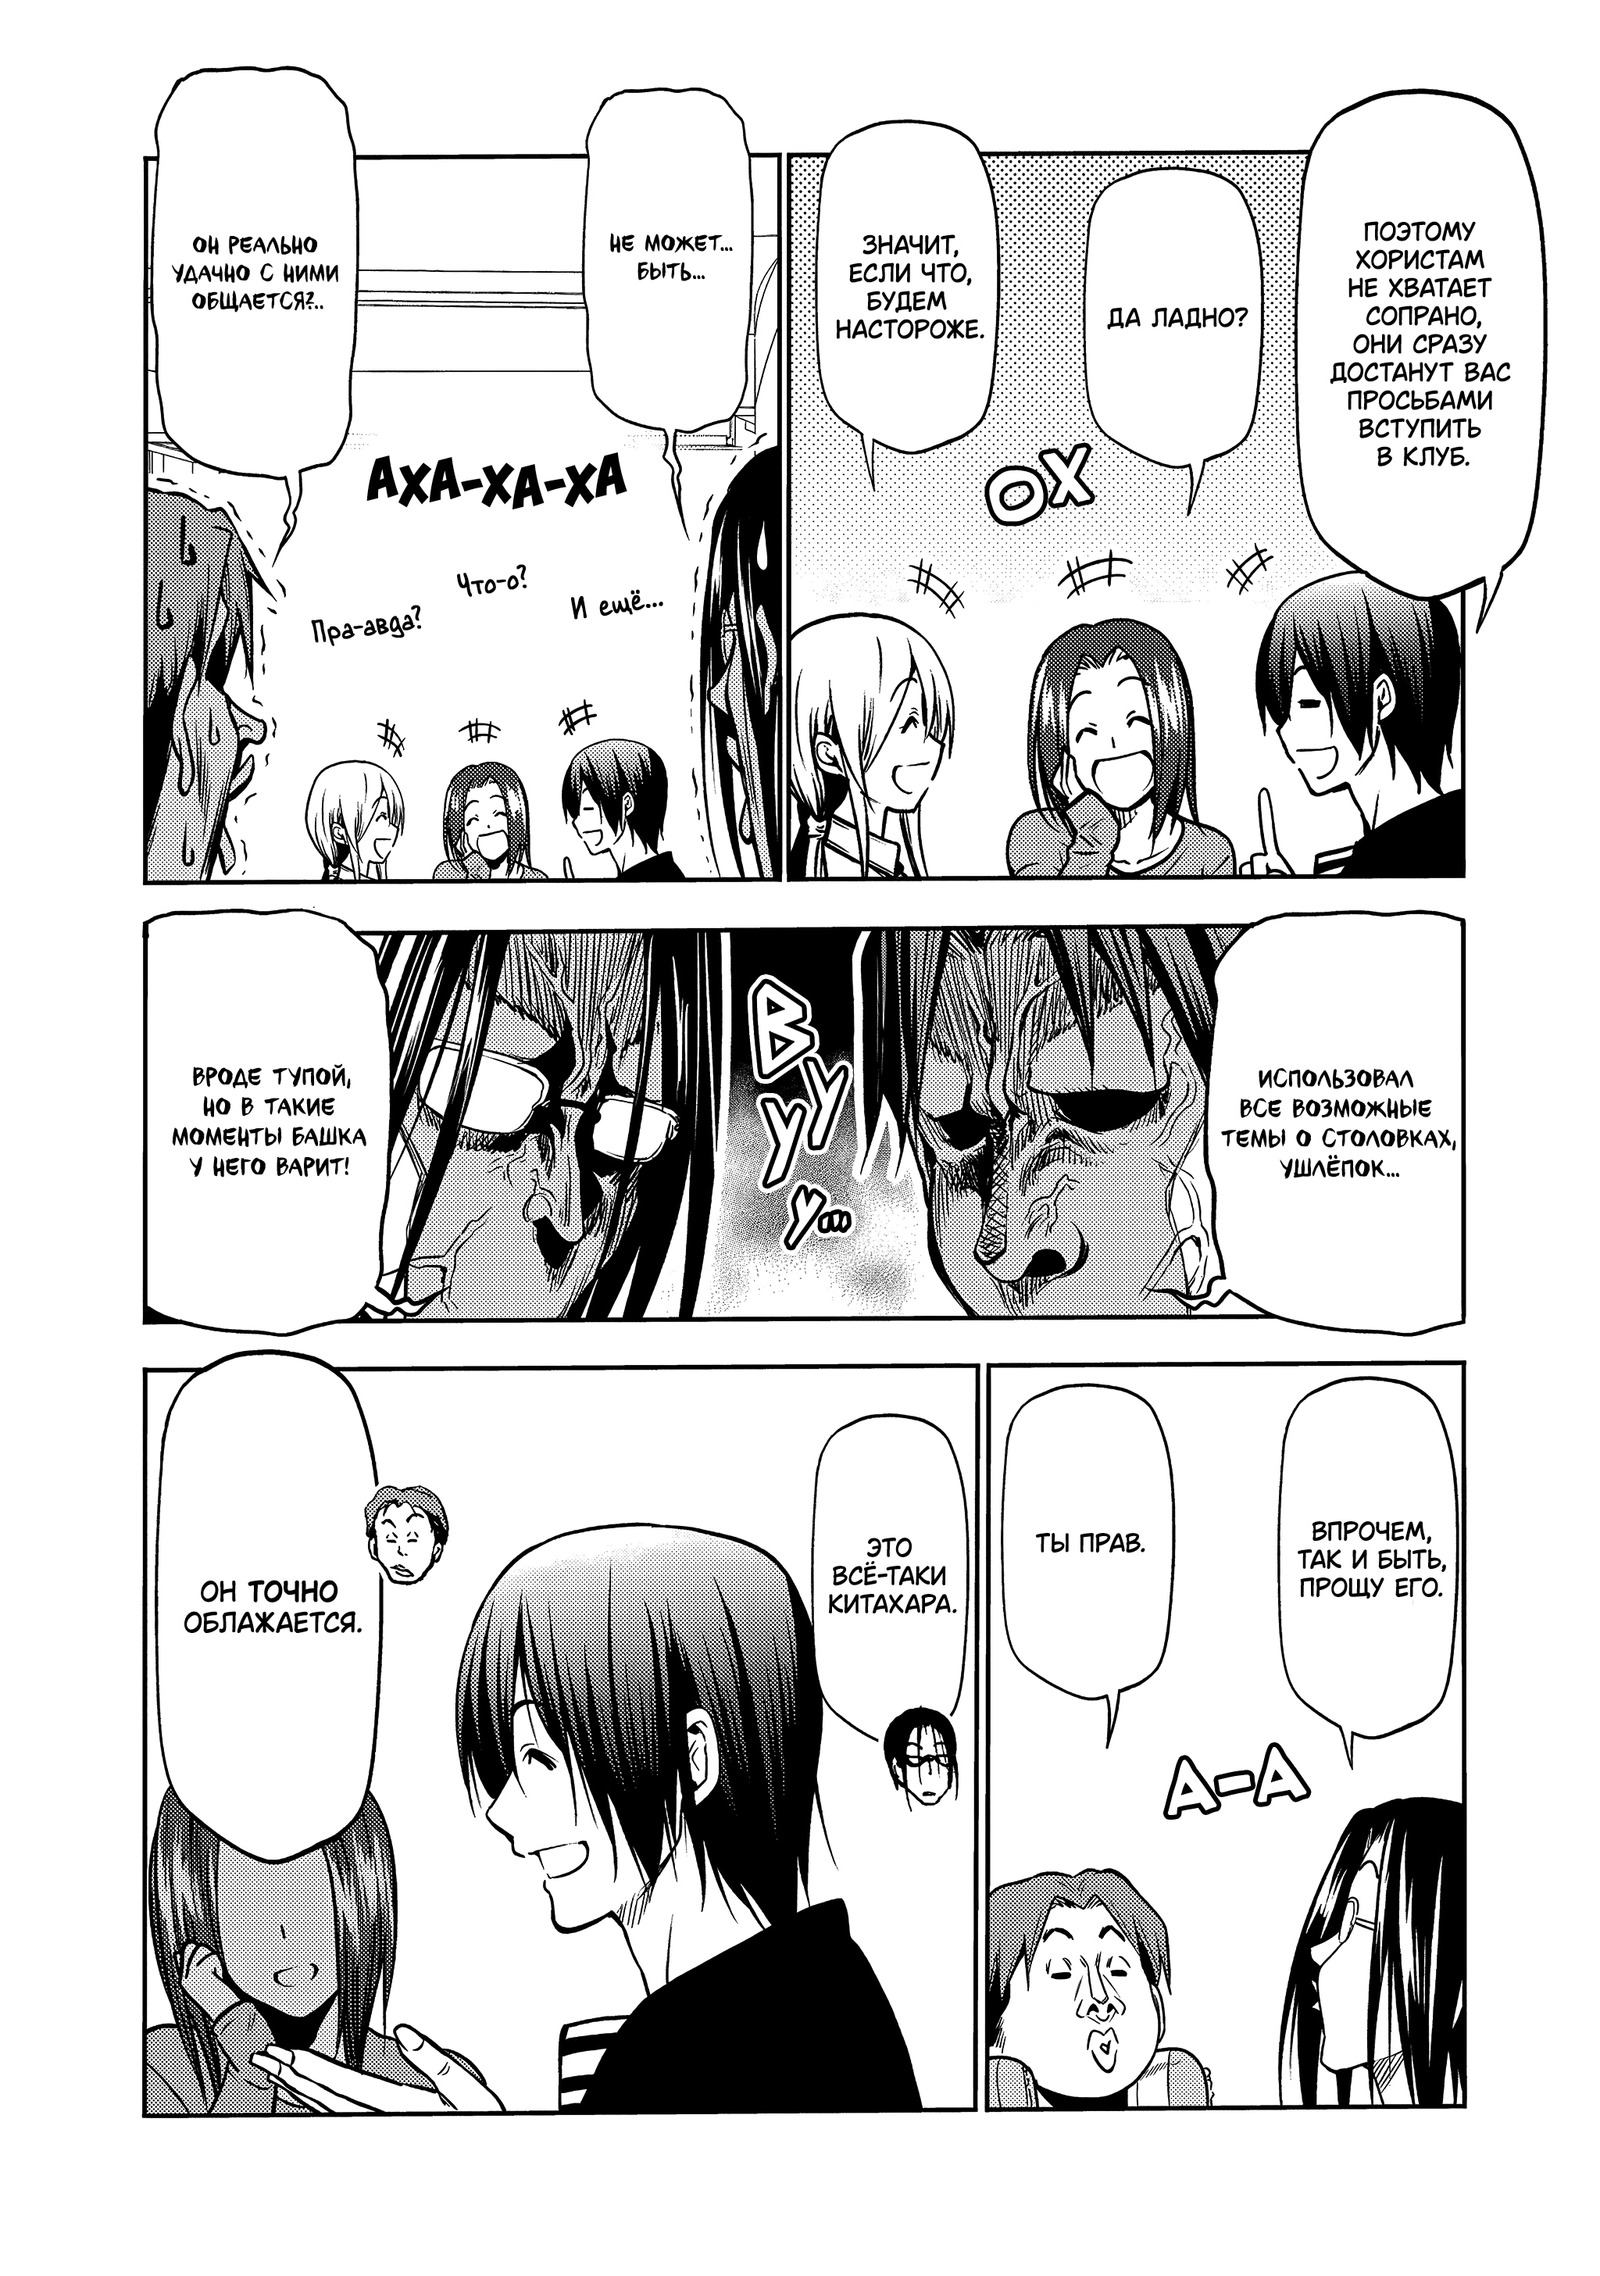 ПОЭТОМУ
ХОРИСТАМ
НЕ ХВАТАЕТ
СОПРАНО,
ОНИ СРАЗУ
ДОСТАНУТ ВАС
ПРОСЬБАМИ
ВСТУПИТЬ
В КЛУБ.
ДА ЛАДНО?
ЗНАЧИТ,
ЕСЛИ ЧТО,
БУДЕМ
НАСТОРОЖЕ.
ОХ
НЕ МОЖЕТ...
БЫТЬ...
ОН РЕАЛЬНО
УДАЧНО С НИМИ
ОБЩАЕТСЯ?..
АХА-ХА-ХА
И ещё...
Что-о?
Пра-авда?
ИСПОЛЬЗОВАЛ
ВСЕ ВОЗМОЖНЫЕ
ТЕМЫ О СТОЛОВКАХ,
УШЛЁПОК...
ВУУУ...
ВРОДЕ ТУПОЙ,
НО В ТАКИЕ
МОМЕНТЫ БАШКА
У НЕГО ВАРИТ!
ВПРОЧЕМ,
ТАК И БЫТЬ,
ПРОЩУ ЕГО.
ТЫ ПРАВ.
А-А
ЭТО
ВСЁ-ТАКИ
КИТАХАРА.
ОН ТОЧНО
ОБЛАЖАЕТСЯ.